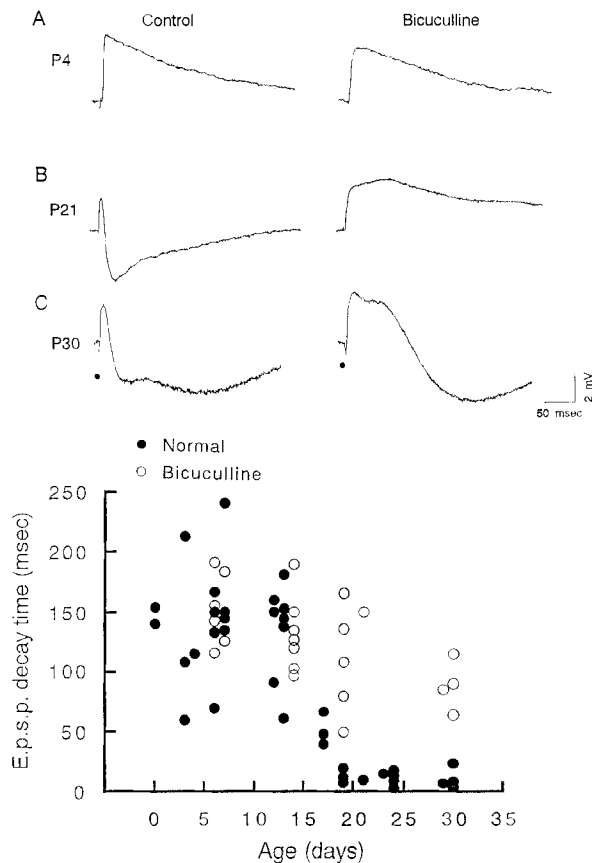 A
Control
Bicuculline
P4
B
P21
C
P30
2 mV
50 msec
● Normal
○ Bicuculline
E.p.s.p. decay time (msec)
250
200
150
100
50
0
0 5 10 15 20 25 30 35
Age (days)